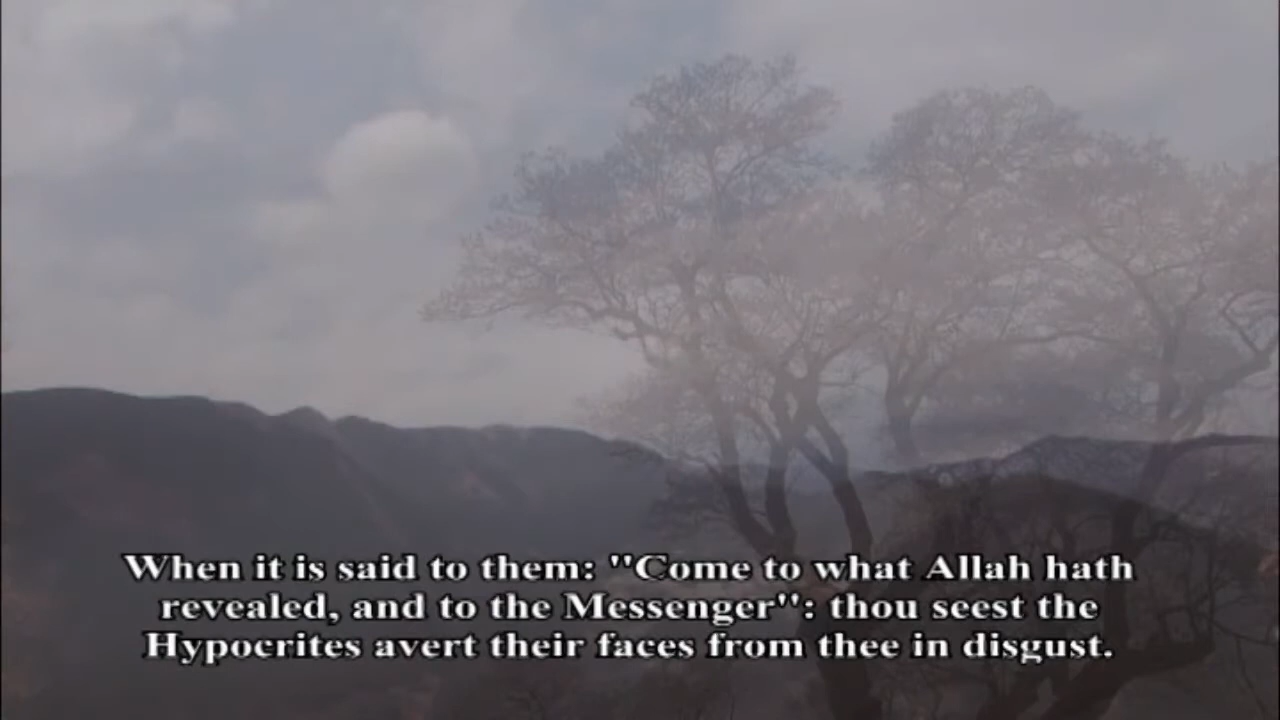 When it is said to them: "Come to what Allah hath
revealed, and to the Messenger": thou seest the
Hypocrites avert their faces from thee in disgust.